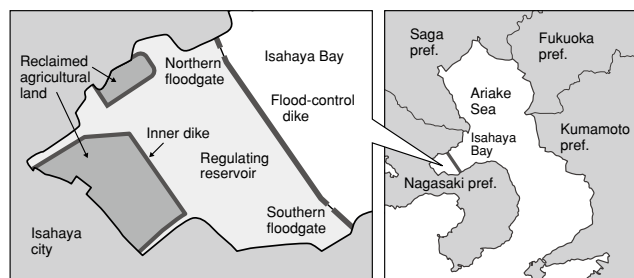 Reclaimed
agricultural
land
Northern
floodgate
Isahaya Bay
Flood-control
dike
Inner dike
Regulating
reservoir
Southern
floodgate
Isahaya
city
Saga
pref.
Fukuoka
pref.
Ariake
Sea
Isahaya
Bay
Kumamoto
pref.
Nagasaki pref.